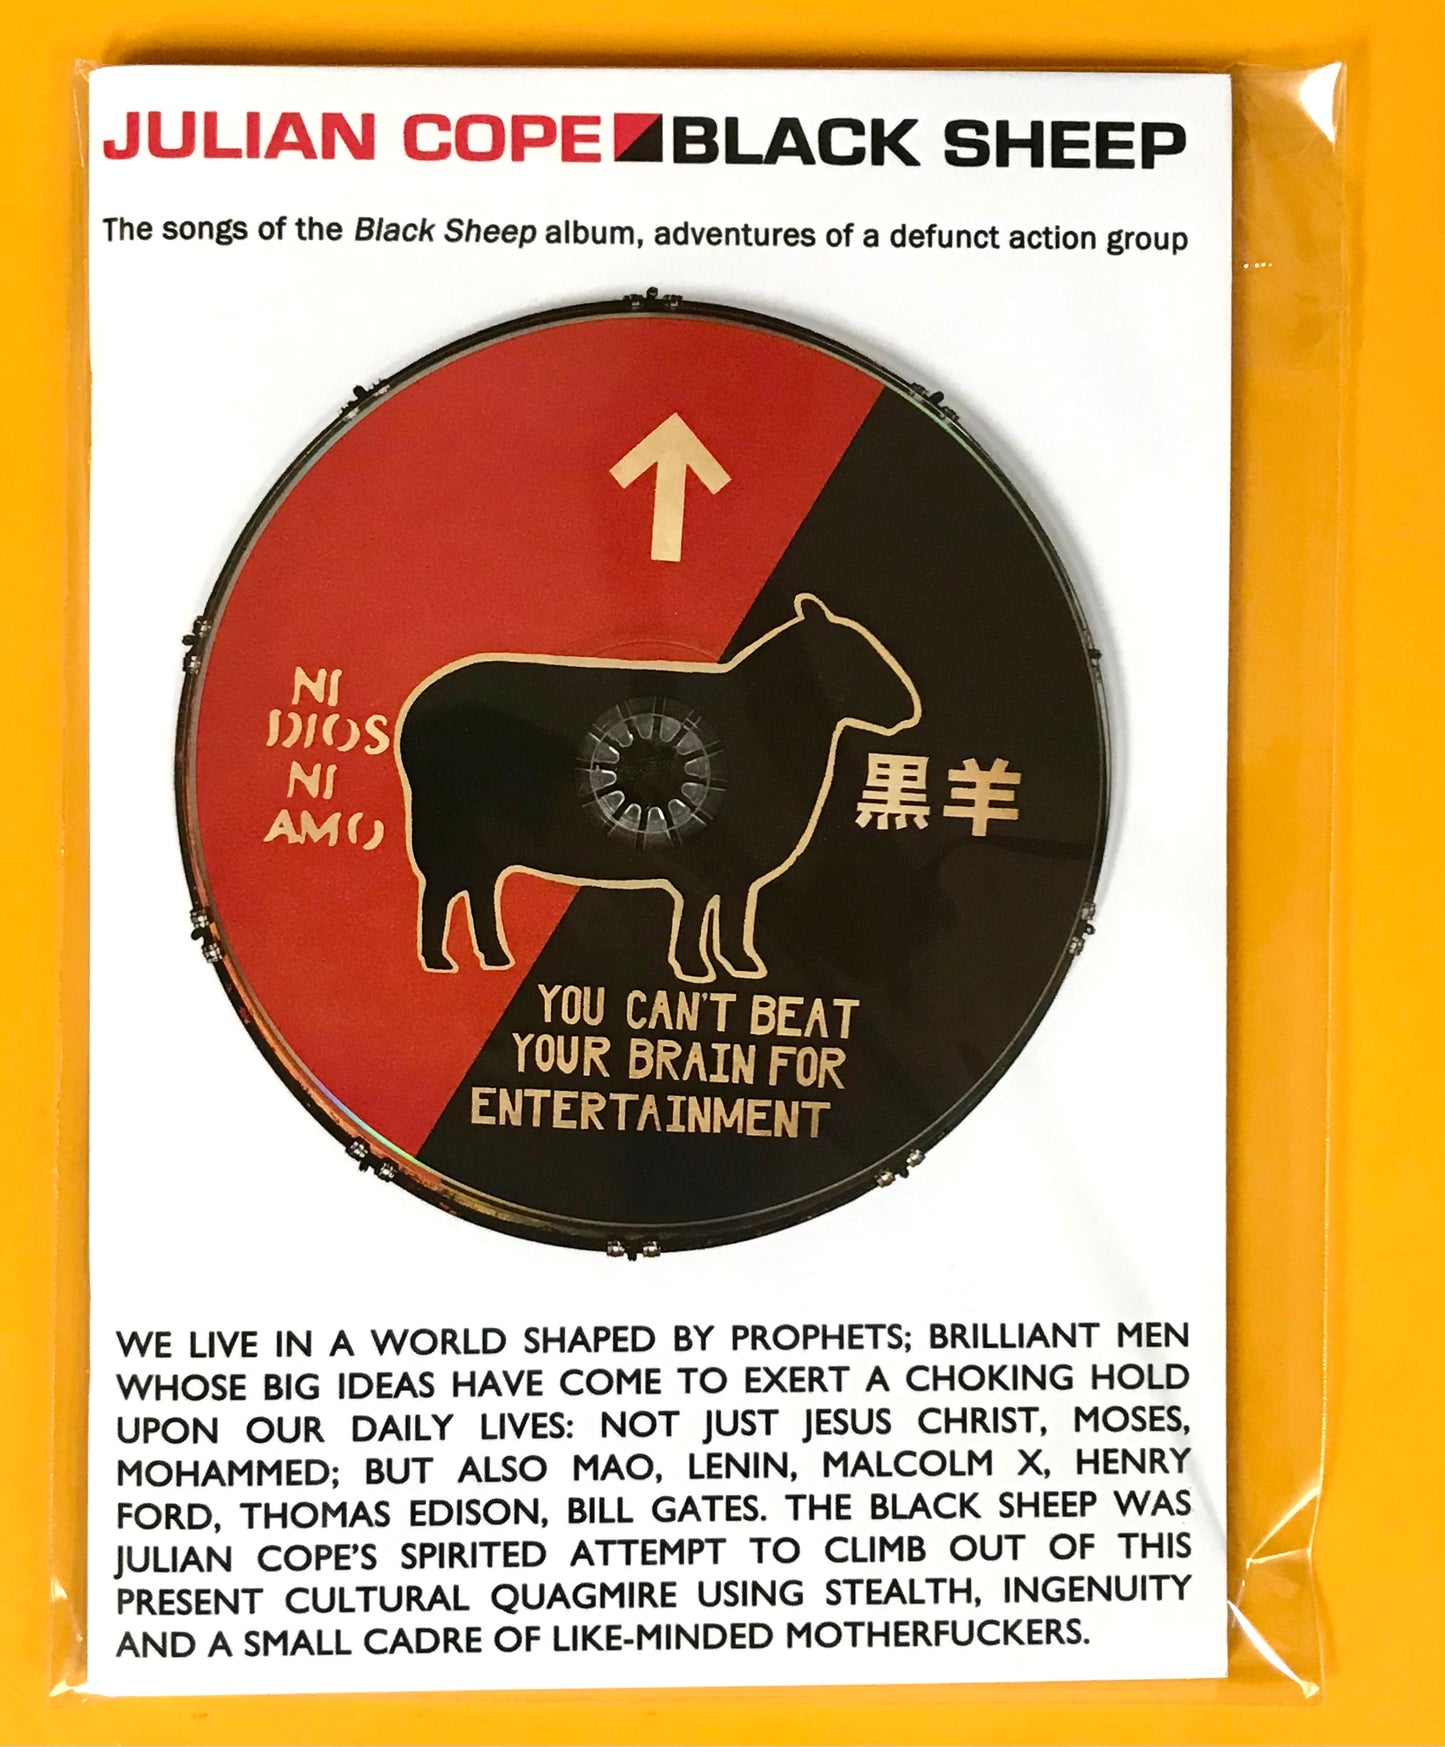 JULIAN COPE BLACK SHEEP
The songs of the Black Sheep album, adventures of a defunct action group
NI
DIOS
NI
AMO
黒羊
YOU CAN'T BEAT
YOUR BRAIN FOR
ENTERTAINMENT
WE LIVE IN A WORLD SHAPED BY PROPHETS; BRILLIANT MEN
WHOSE BIG IDEAS HAVE COME TO EXERT A CHOKING HOLD
UPON OUR DAILY LIVES: NOT JUST JESUS CHRIST, MOSES,
MOHAMMED; BUT ALSO MAO, LENIN, MALCOLM X, HENRY
FORD, THOMAS EDISON, BILL GATES. THE BLACK SHEEP WAS
JULIAN COPE'S SPIRITED ATTEMPT TO CLIMB OUT OF THIS
PRESENT CULTURAL QUAGMIRE USING STEALTH, INGENUITY
AND A SMALL CADRE OF LIKE-MINDED MOTHERFUCKERS.